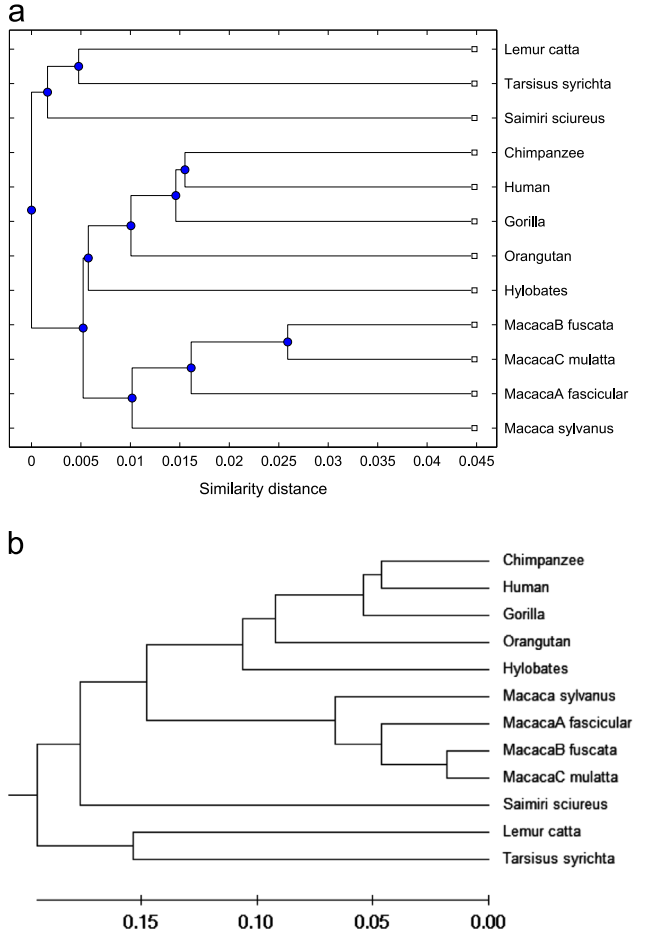 a
Lemur catta
Tarsisus syrichta
Saimiri sciureus
Chimpanzee
Human
Gorilla
Orangutan
Hylobates
MacacaB fuscata
MacacaC mulatta
MacacaA fascicular
Macaca sylvanus
0 0.005 0.01 0.015 0.02 0.025 0.03 0.035 0.04 0.045
Similarity distance
b
Chimpanzee
Human
Gorilla
Orangutan
Hylobates
Macaca sylvanus
MacacaA fascicular
MacacaB fuscata
MacacaC mulatta
Saimiri sciureus
Lemur catta
Tarsisus syrichta
0.15 0.10 0.05 0.00